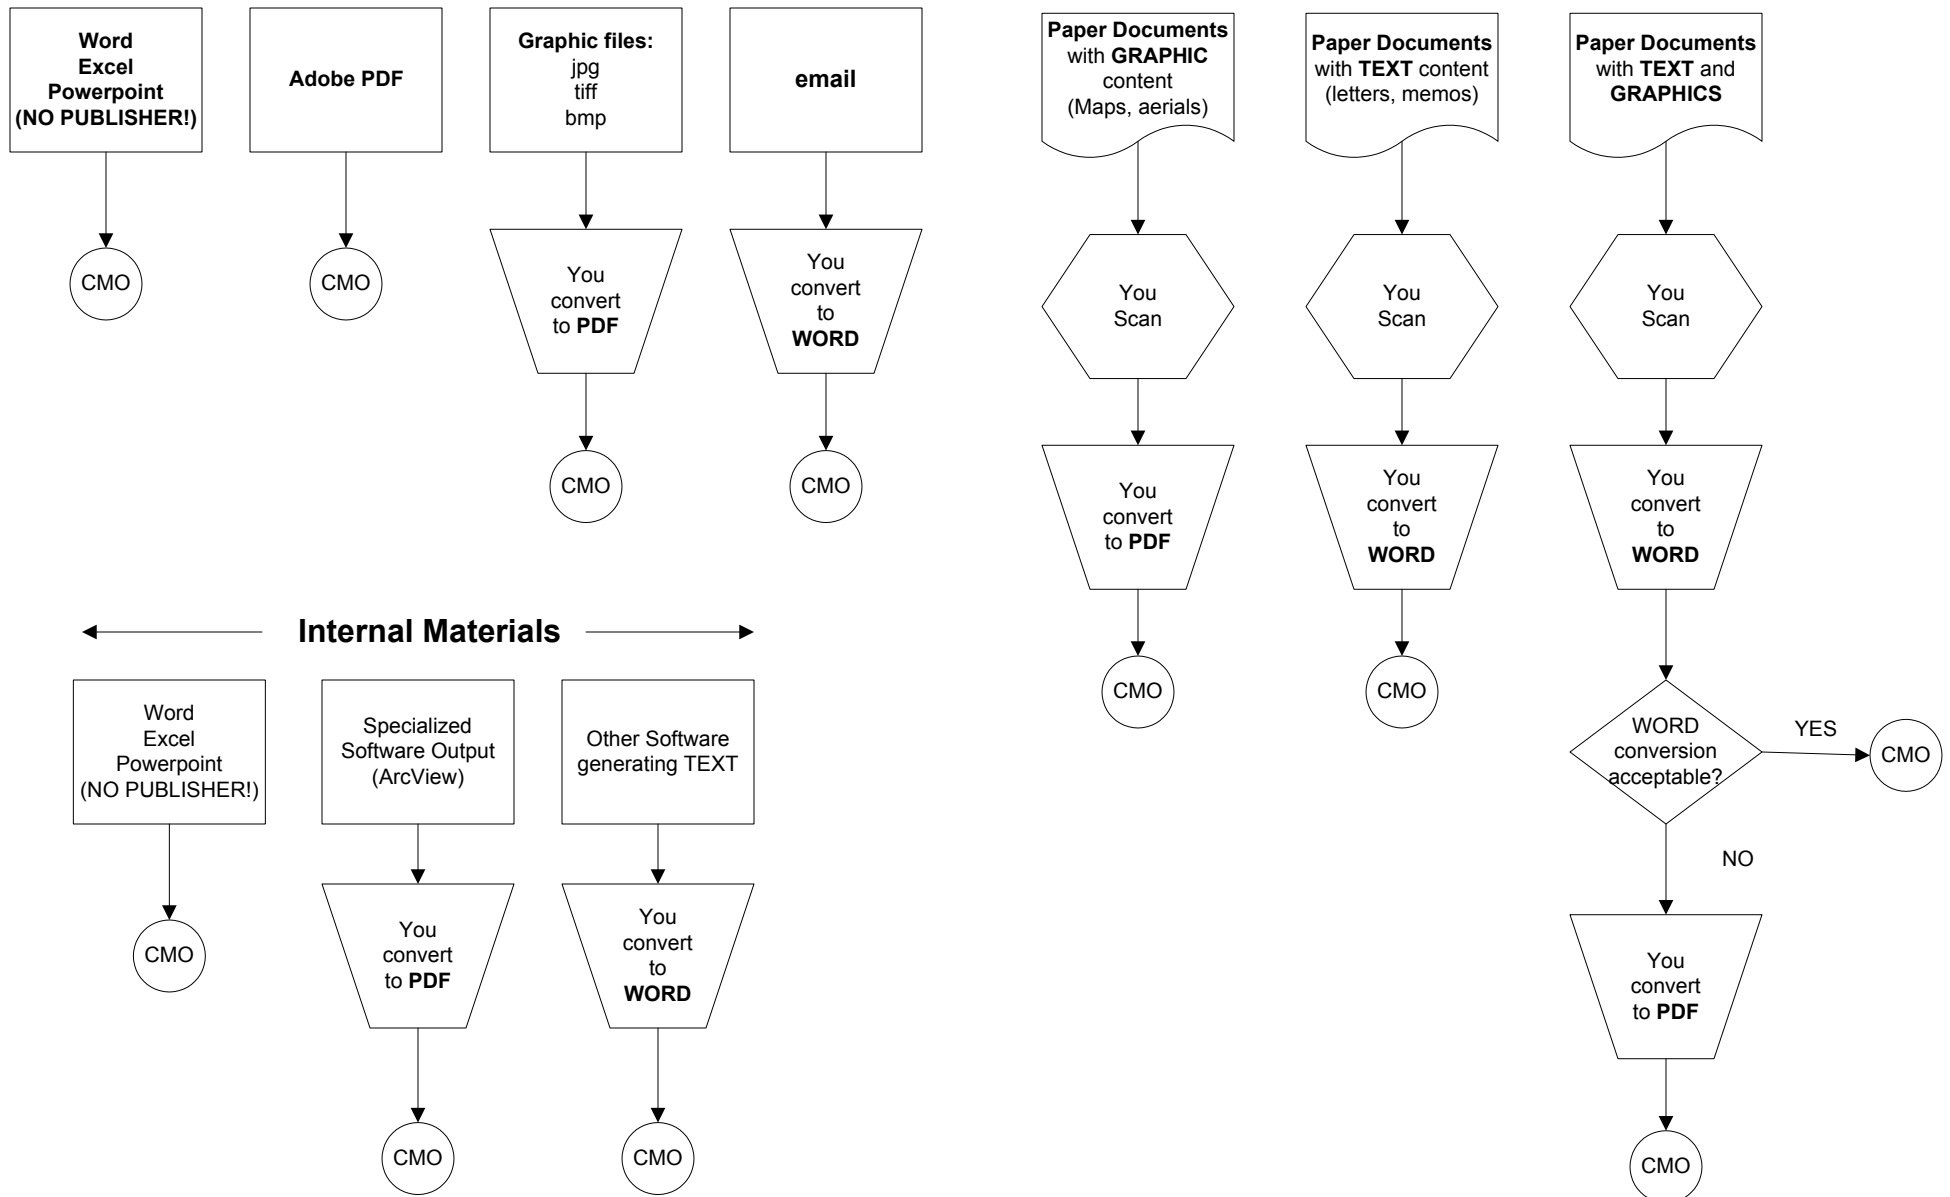 Word
Excel
Powerpoint
(NO PUBLISHER!)
CMO
Adobe PDF
CMO
Graphic files:
jpg
tiff
bmp
You
convert
to PDF
CMO
email
You
convert
to
WORD
CMO
Paper Documents
with GRAPHIC
content
(Maps, aerials)
You
Scan
You
convert
to PDF
CMO
Paper Documents
with TEXT content
(letters, memos)
You
Scan
You
convert
to
WORD
CMO
Paper Documents
with TEXT and
GRAPHICS
You
Scan
You
convert
to
WORD
WORD
conversion
acceptable?
YES
CMO
NO
You
convert
to PDF
CMO
Internal Materials
Word
Excel
Powerpoint
(NO PUBLISHER!)
CMO
Specialized
Software Output
(ArcView)
You
convert
to PDF
CMO
Other Software
generating TEXT
You
convert
to
WORD
CMO